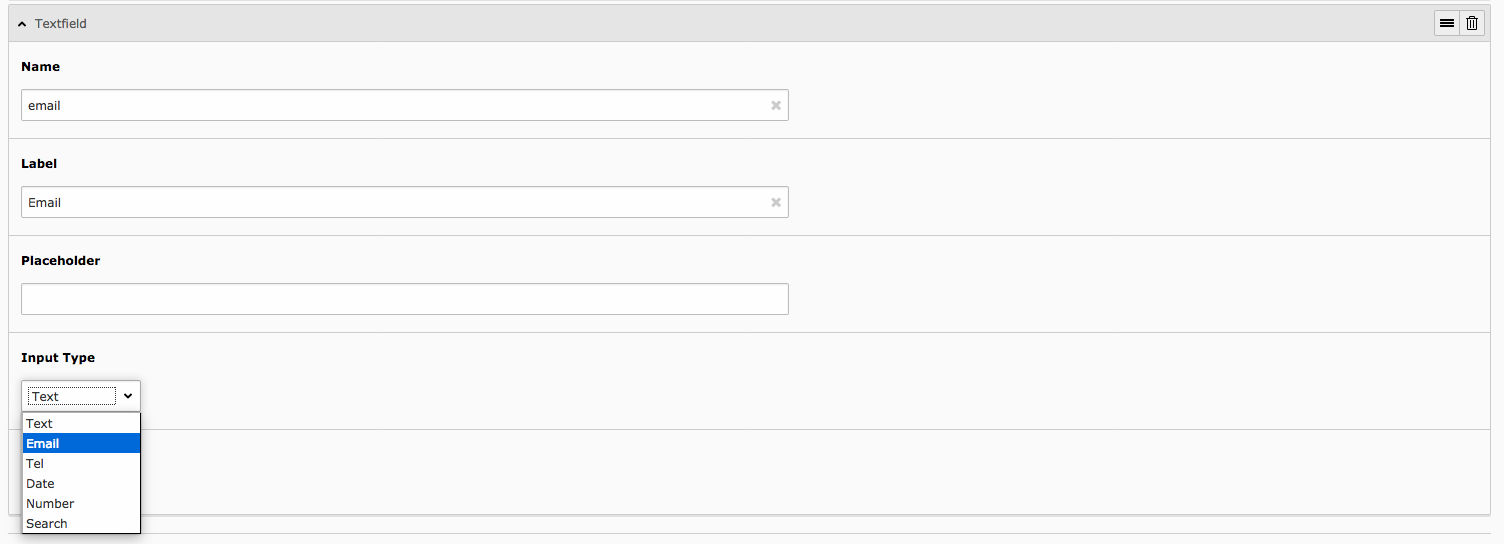 Textfield
Name
email
Label
Email
Placeholder
Input Type
Text
Text
Email
Tel
Date
Number
Search